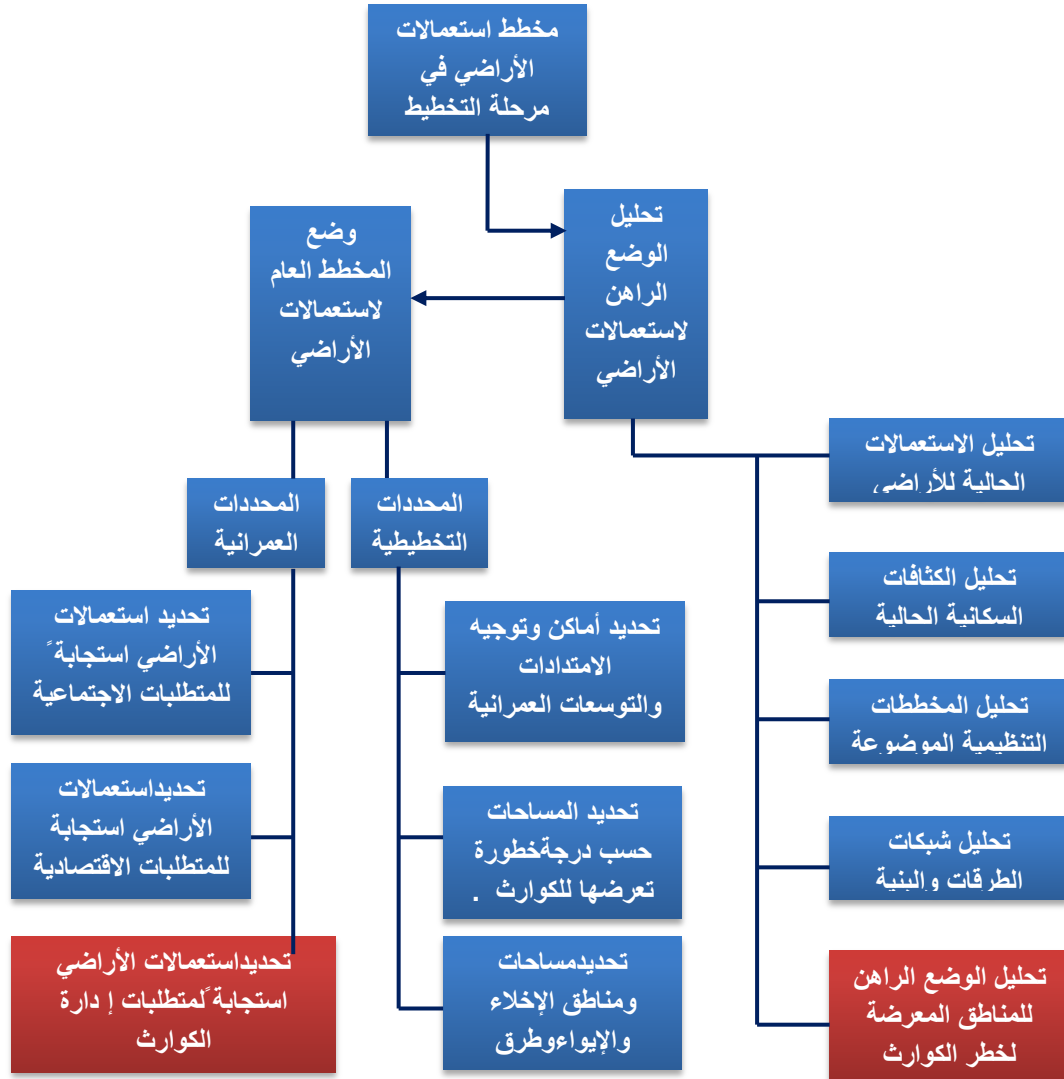 مخطط استعمالات
الأراضي في
مرحلة التخطيط
تحليل
الوضع
الراهن
لاستعمالات
الأراضي
وضع
المخطط العام
لاستعمالات
الأراضي
تحليل الاستعمالات
الحالية للأراضي
تحليل الكثافات
السكانية الحالية
تحليل المخططات
التنظيمية الموضوعة
تحليل شبكات
الطرقات والبنية
تحليل الوضع الراهن
للمناطق المعرضة
لخطر الكوارث
المحددات
التخطيطية
تحديد أماكن وتوجيه
الامتدادات
والتوسعات العمرانية
تحديد المساحات
حسب درجةخطورة
تعرضها للكوارث .
تحديدمساحات
ومناطق الإخلاء
والإيواءوطرق
المحددات
العمرانية
تحديد استعمالات
الأراضي استجابة ً
للمتطلبات الاجتماعية
تحديداستعمالات
الأراضي استجابة
للمتطلبات الاقتصادية
تحديداستعمالات الأراضي
استجابة ًلمتطلبات إ دارة
الكوارث